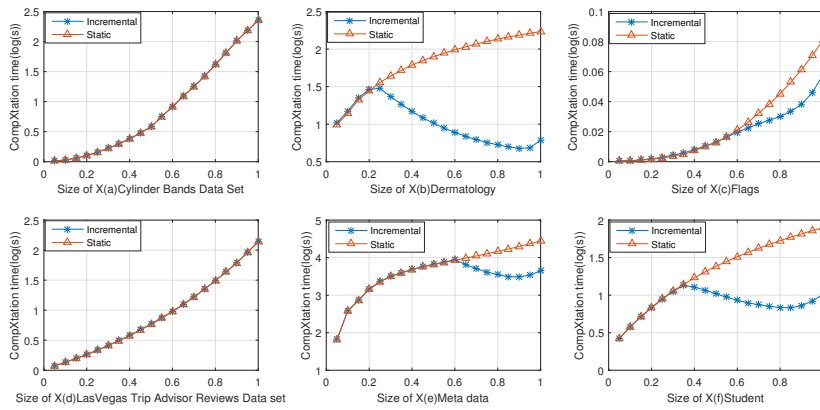 CompXtation time(log(s))
2.5
2
1.5
1
0.5
0
Incremental
Static
0 0.2 0.4 0.6 0.8 1
Size of X(a)Cylinder Bands Data Set
CompXtation time(log(s))
2.5
2
1.5
1
0.5
Incremental
Static
0 0.2 0.4 0.6 0.8 1
Size of X(b)Dermatology
CompXtation time(log(s))
0.1
0.08
0.06
0.04
0.02
0
Incremental
Static
0 0.2 0.4 0.6 0.8
Size of X(c)Flags
CompXtation time(log(s))
2.5
2
1.5
1
0.5
0
Incremental
Static
0 0.2 0.4 0.6 0.8 1
Size of X(d)LasVegas Trip Advisor Reviews Data set
CompXtation time(log(s))
5
4
3
2
1
Incremental
Static
0 0.2 0.4 0.6 0.8 1
Size of X(e)Meta data
CompXtation time(log(s))
2
1.5
1
0.5
0
Incremental
Static
0 0.2 0.4 0.6 0.8
Size of X(f)Student